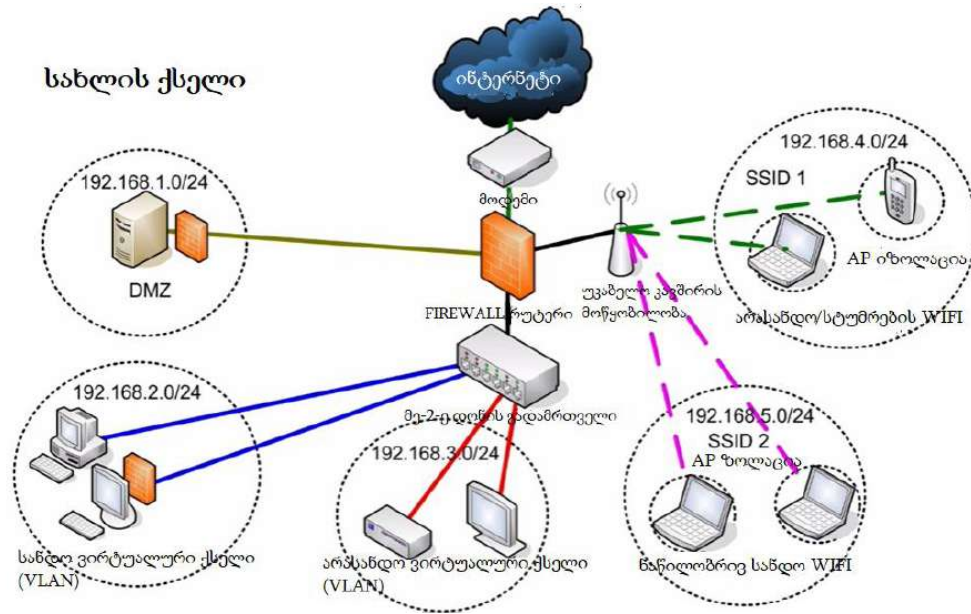 სახლის ქსელი
ინტერნეტი
მოდემი
192.168.1.0/24
DMZ
FIREWALL რუტერი
უკაბელო კავშირის
მოწყობილობა
192.168.4.0/24
SSID 1
AP იზოლაცია
არასანდო/სტუმრების WIFI
მე-2-ე დონის გადამრთველი
192.168.2.0/24
სანდო ვირტუალური ქსელი
(VLAN)
192.168.3.0/24
არასანდო ვირტუალური ქსელი
(VLAN)
192.168.5.0/24
SSID 2
AP ზოლაცია
ნაწილობრივ სანდო WIFI